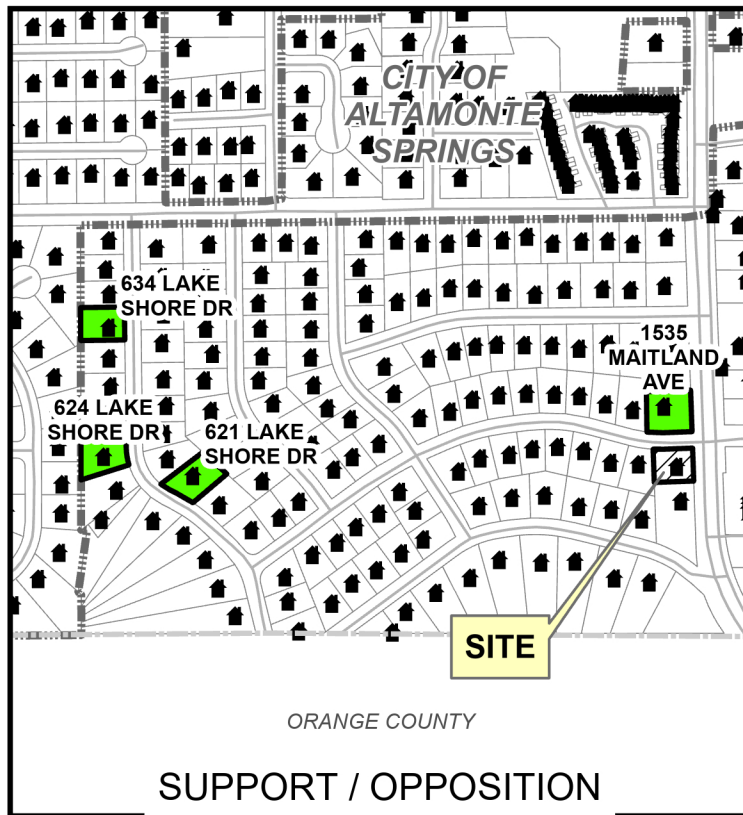 CITY OF
ALTAMONTE
SPRINGS
634 LAKE
SHORE DR
1535
MAITLAND
AVE
624 LAKE
SHORE DR
621 LAKE
SHORE DR
SITE
ORANGE COUNTY
SUPPORT / OPPOSITION